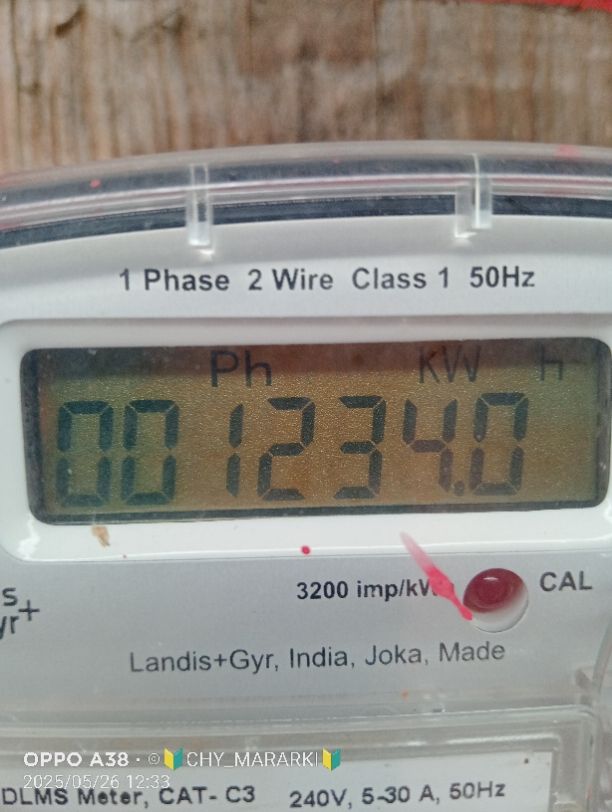 1 Phase 2 Wire Class 1 50Hz
Ph KW h
001234.0
3200 imp/kW
CAL
s
yr+
Landis+Gyr, India, Joka, Made
OPPO A38 · ©🔰CHY_MARARKI🔰
2025/05/26 12:33
DLMS Meter, CAT- C3 240V, 5-30 A, 50Hz